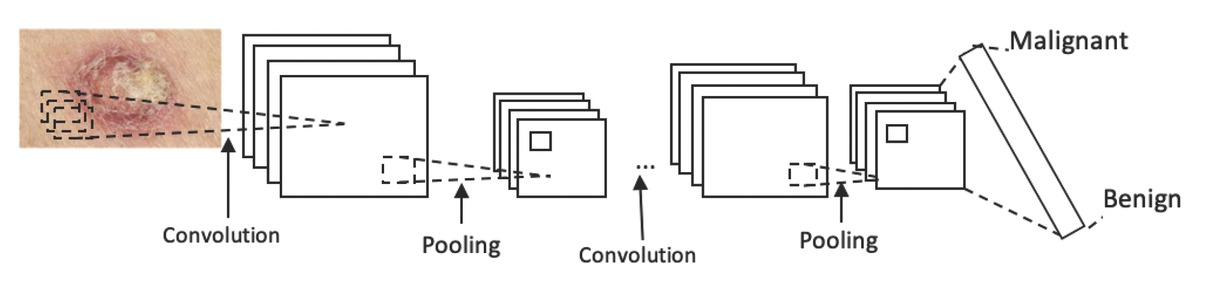 Malignant
Benign
Convolution
Pooling
...
Convolution
Pooling